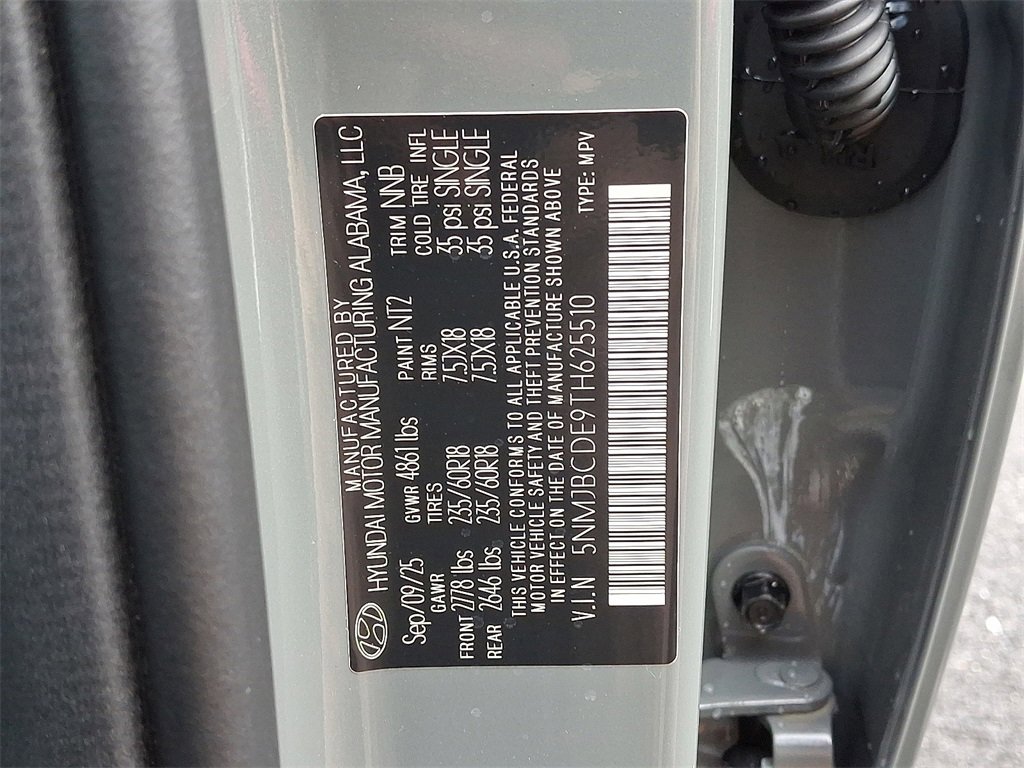 MANUFACTURED BY
HYUNDAI MOTOR MANUFACTURING ALABAMA, LLC
Sep/09/25 GVWR 4861 lbs PAINT NT2 TRIM NNB
GAWR TIRES RIMS COLD TIRE INFL
FRONT 2778 lbs 235/60R18 7.5JX18 35 psi SINGLE
REAR 2646 lbs 235/60R18 7.5JX18 35 psi SINGLE
THIS VEHICLE CONFORMS TO ALL APPLICABLE U.S.A. FEDERAL
MOTOR VEHICLE SAFETY AND THEFT PREVENTION STANDARDS
IN EFFECT ON THE DATE OF MANUFACTURE SHOWN ABOVE
V.I.N 5NMJBCDE9TH625510 TYPE: MPV